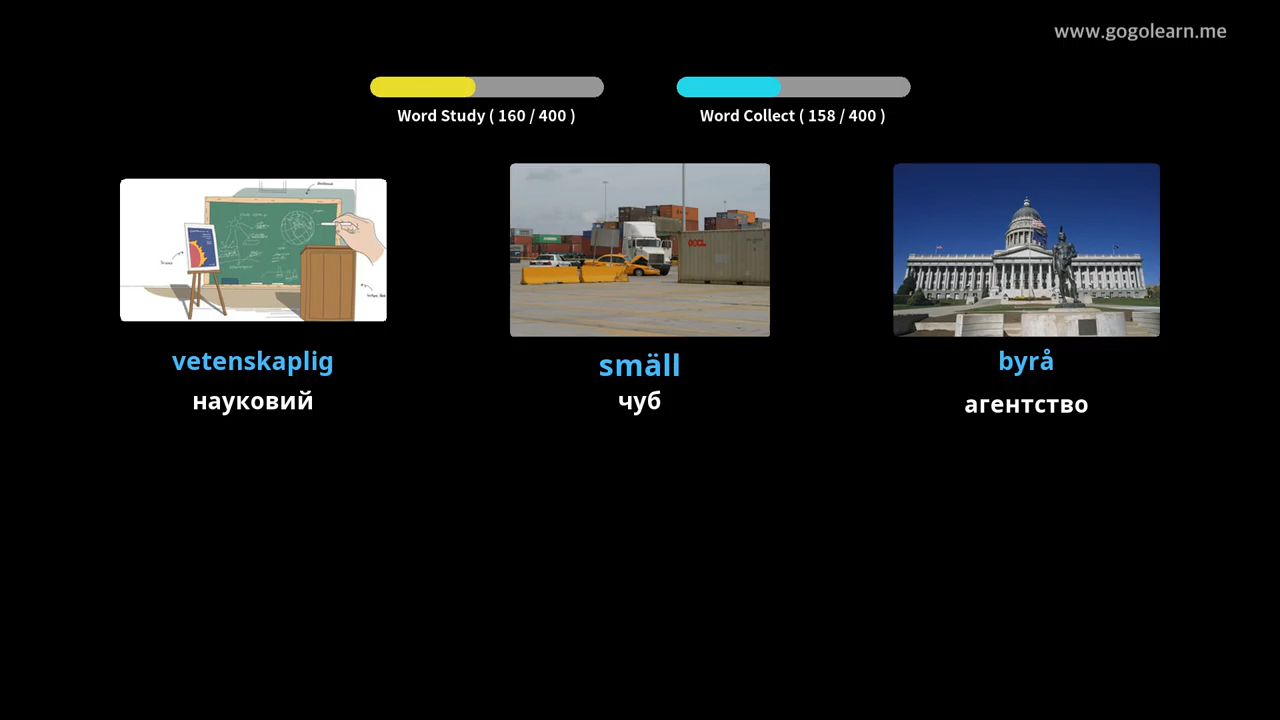 www.gogolearn.me
Word Study ( 160 / 400 )
Word Collect ( 158 / 400 )
vetenskaplig
науковий
smäll
чуб
byrå
агентство